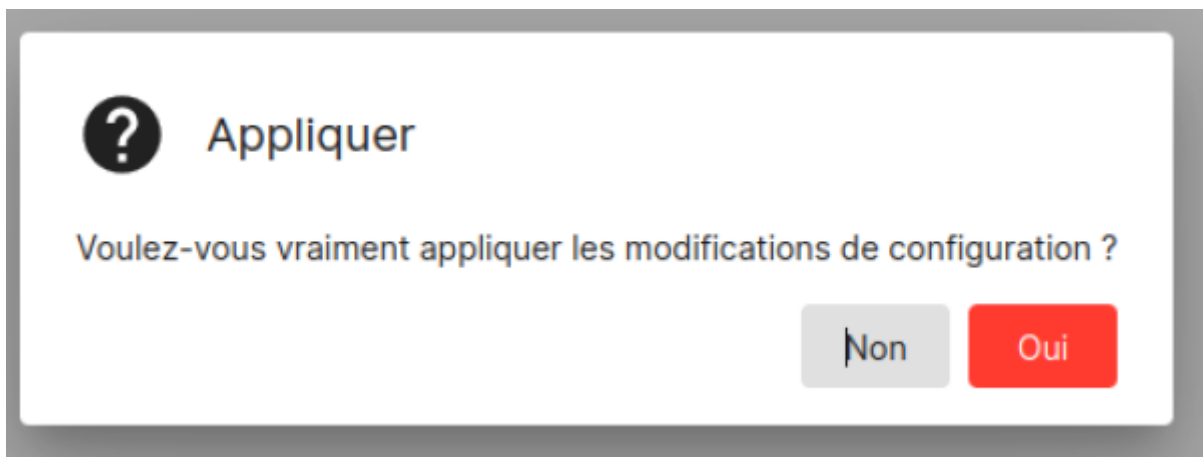 Appliquer
Voulez-vous vraiment appliquer les modifications de configuration ?
Non
Oui